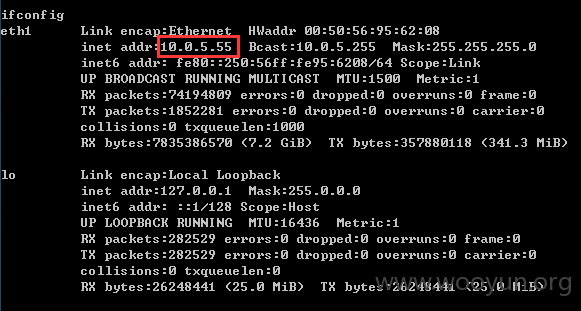 ifconfig
eth1 Link encap:Ethernet HWaddr 00:50:56:95:62:08
inet addr:10.0.5.55 Bcast:10.0.5.255 Mask:255.255.255.0
inet6 addr: fe80::250:56ff:fe95:6208/64 Scope:Link
UP BROADCAST RUNNING MULTICAST MTU:1500 Metric:1
RX packets:74194809 errors:0 dropped:0 overruns:0 frame:0
TX packets:1852281 errors:0 dropped:0 overruns:0 carrier:0
collisions:0 txqueuelen:1000
RX bytes:7835386570 (7.2 GiB) TX bytes:357880118 (341.3 MiB)
lo Link encap:Local Loopback
inet addr:127.0.0.1 Mask:255.0.0.0
inet6 addr: ::1/128 Scope:Host
UP LOOPBACK RUNNING MTU:16436 Metric:1
RX packets:282529 errors:0 dropped:0 overruns:0 frame:0
TX packets:282529 errors:0 dropped:0 overruns:0 carrier:0
collisions:0 txqueuelen:0
RX bytes:26248441 (25.0 MiB) TX bytes:26248441 (25.0 MiB)
www.wooyun.org